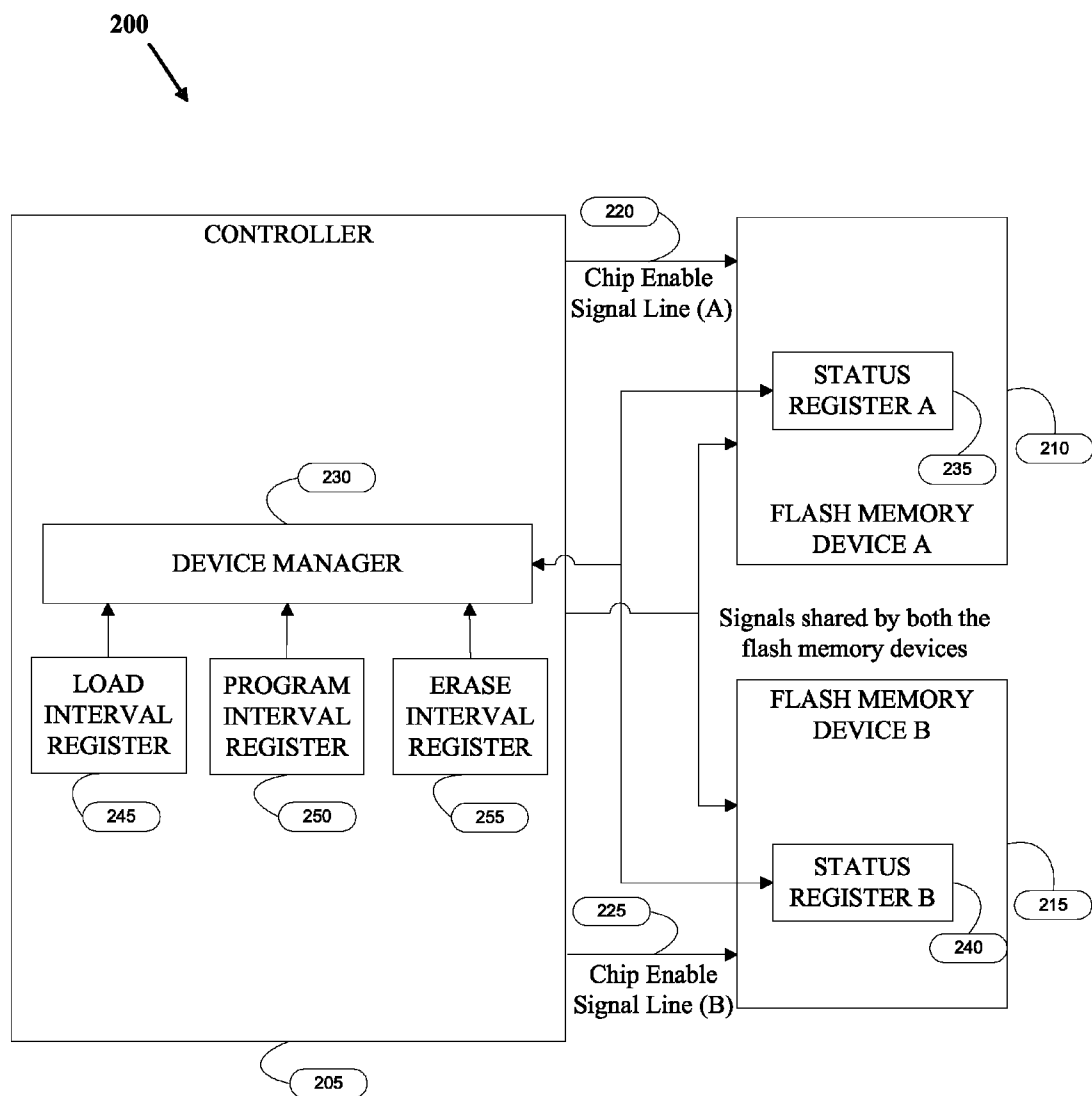 200
CONTROLLER
220
Chip Enable
Signal Line (A)
STATUS
REGISTER A
235
210
FLASH MEMORY
DEVICE A
230
DEVICE MANAGER
Signals shared by both the
flash memory devices
LOAD
INTERVAL
REGISTER
245
PROGRAM
INTERVAL
REGISTER
250
ERASE
INTERVAL
REGISTER
255
FLASH MEMORY
DEVICE B
STATUS
REGISTER B
240
215
225
Chip Enable
Signal Line (B)
205